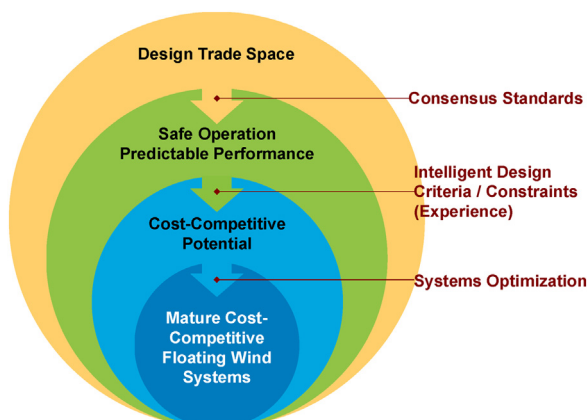 Design Trade Space
Consensus Standards
Safe Operation
Predictable Performance
Intelligent Design
Criteria / Constraints
(Experience)
Cost-Competitive
Potential
Systems Optimization
Mature Cost-
Competitive
Floating Wind
Systems